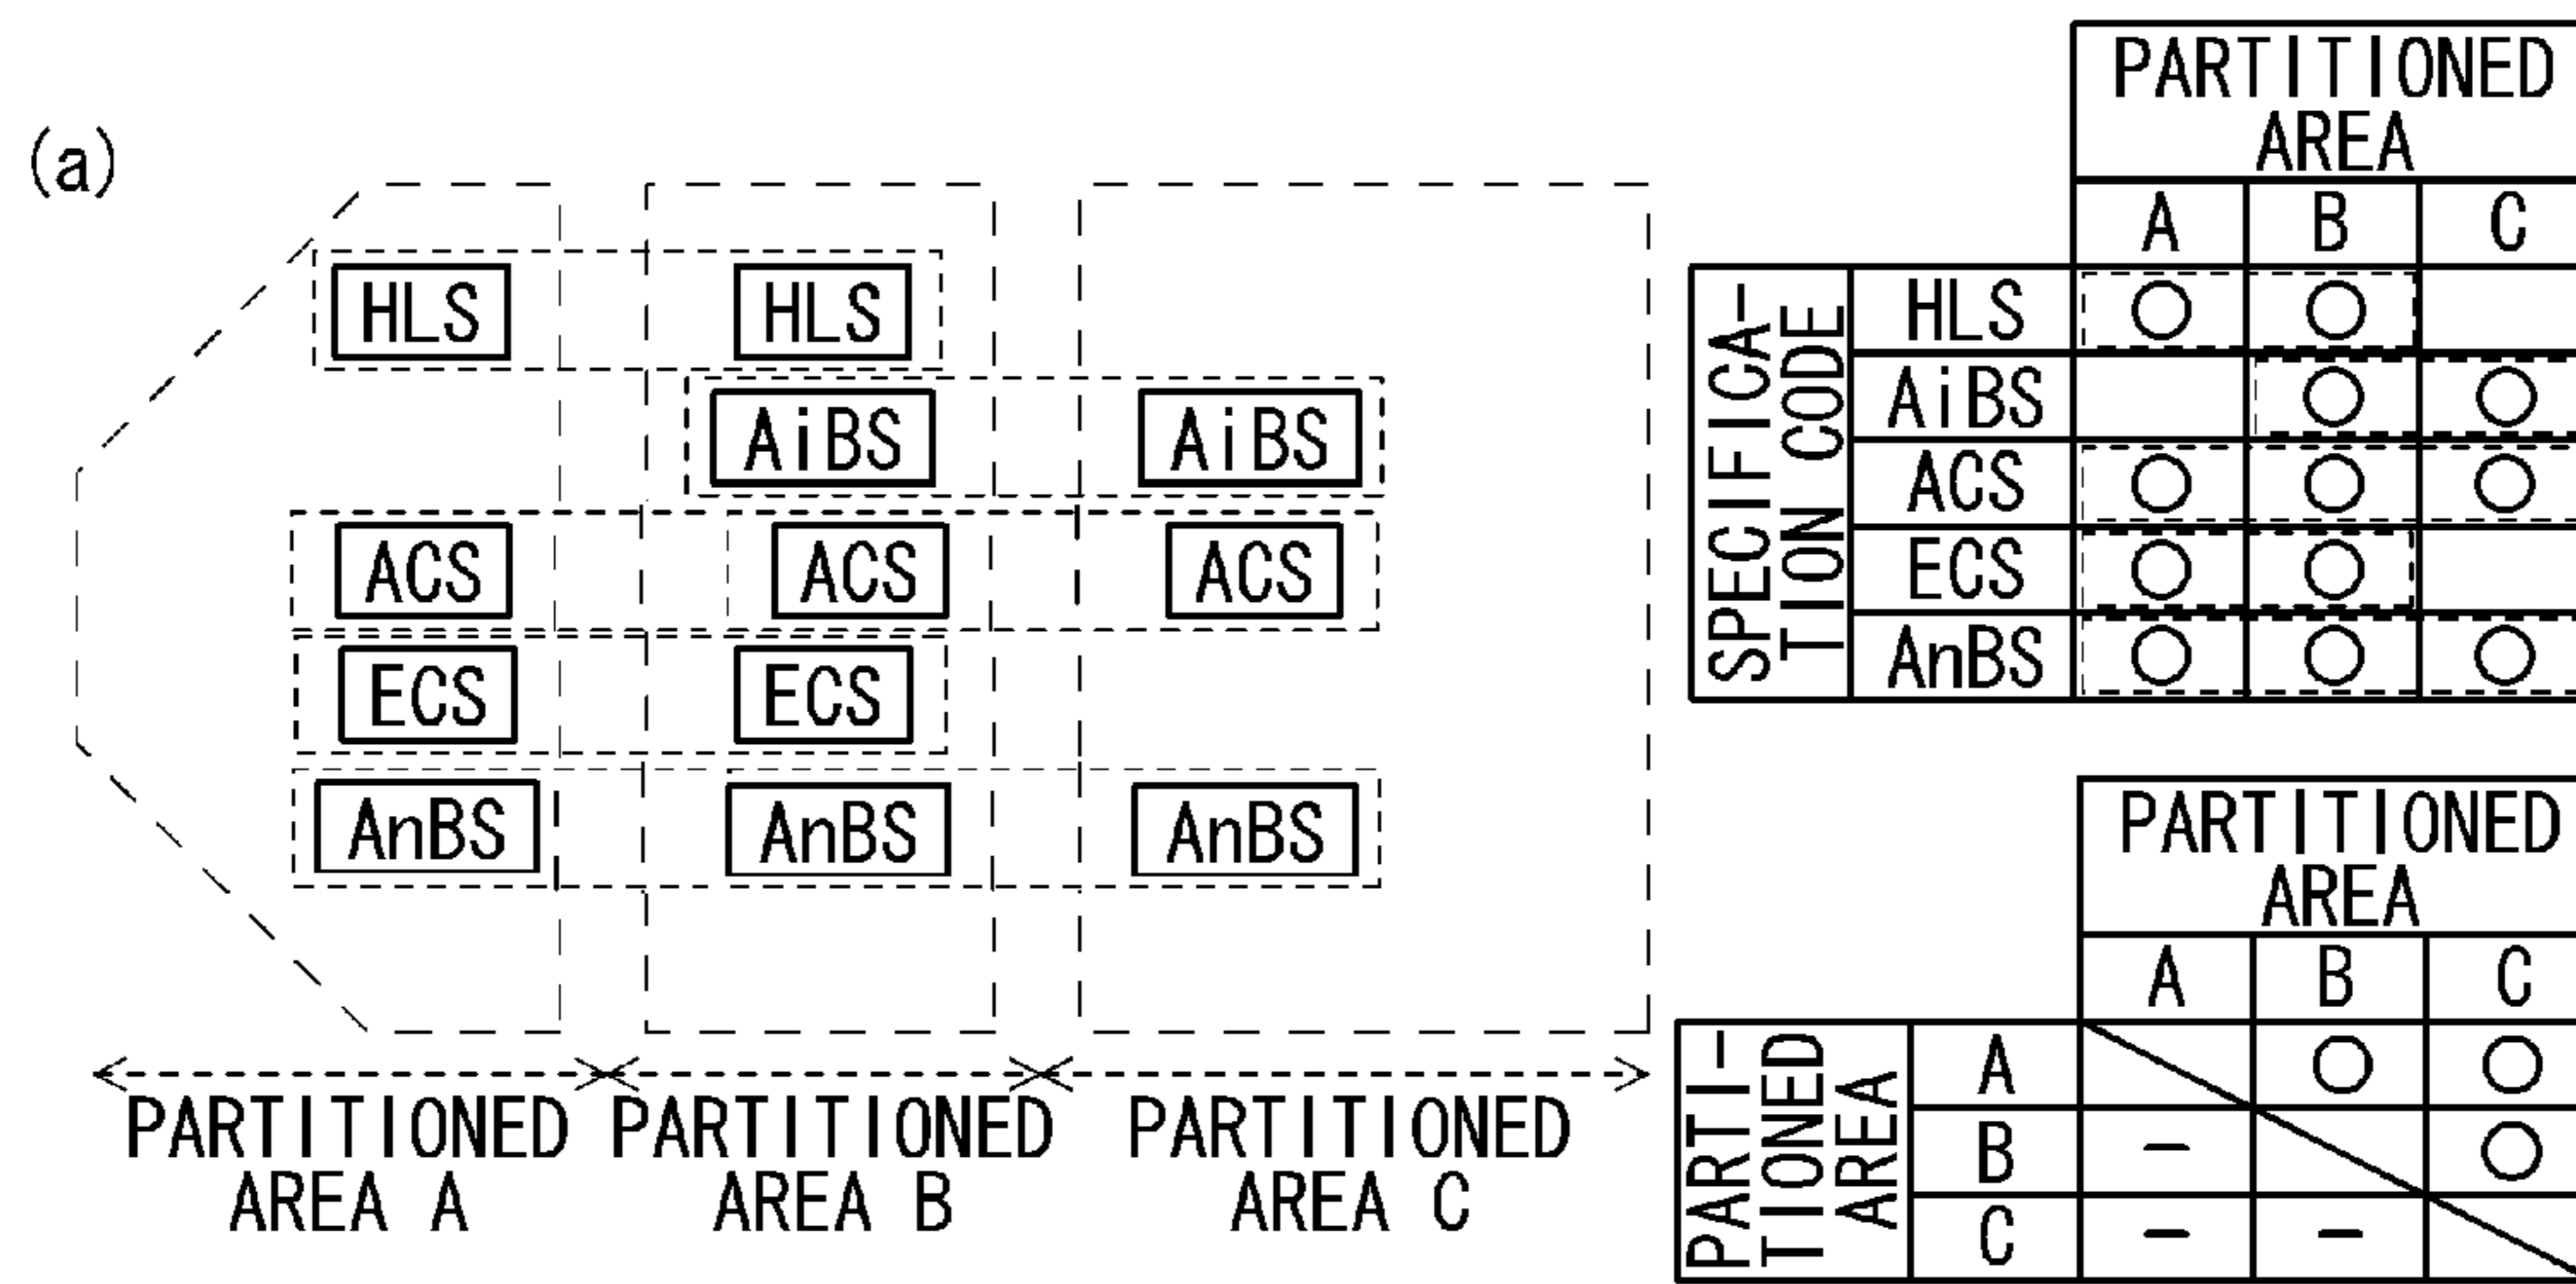 (a)
HLS HLS
AiBS AiBS
ACS ACS ACS
ECS ECS
AnBS AnBS AnBS
PARTITIONED AREA A
PARTITIONED AREA B
PARTITIONED AREA C
PARTITIONED
AREA
A B C
SPECIFICA-
TION CODE
HLS ○ ○
AiBS ○ ○
ACS ○ ○ ○
ECS ○ ○
AnBS ○ ○ ○
PARTITIONED
AREA
A B C
PARTI-
TIONED
AREA
A ○ ○
B - ○
C - -